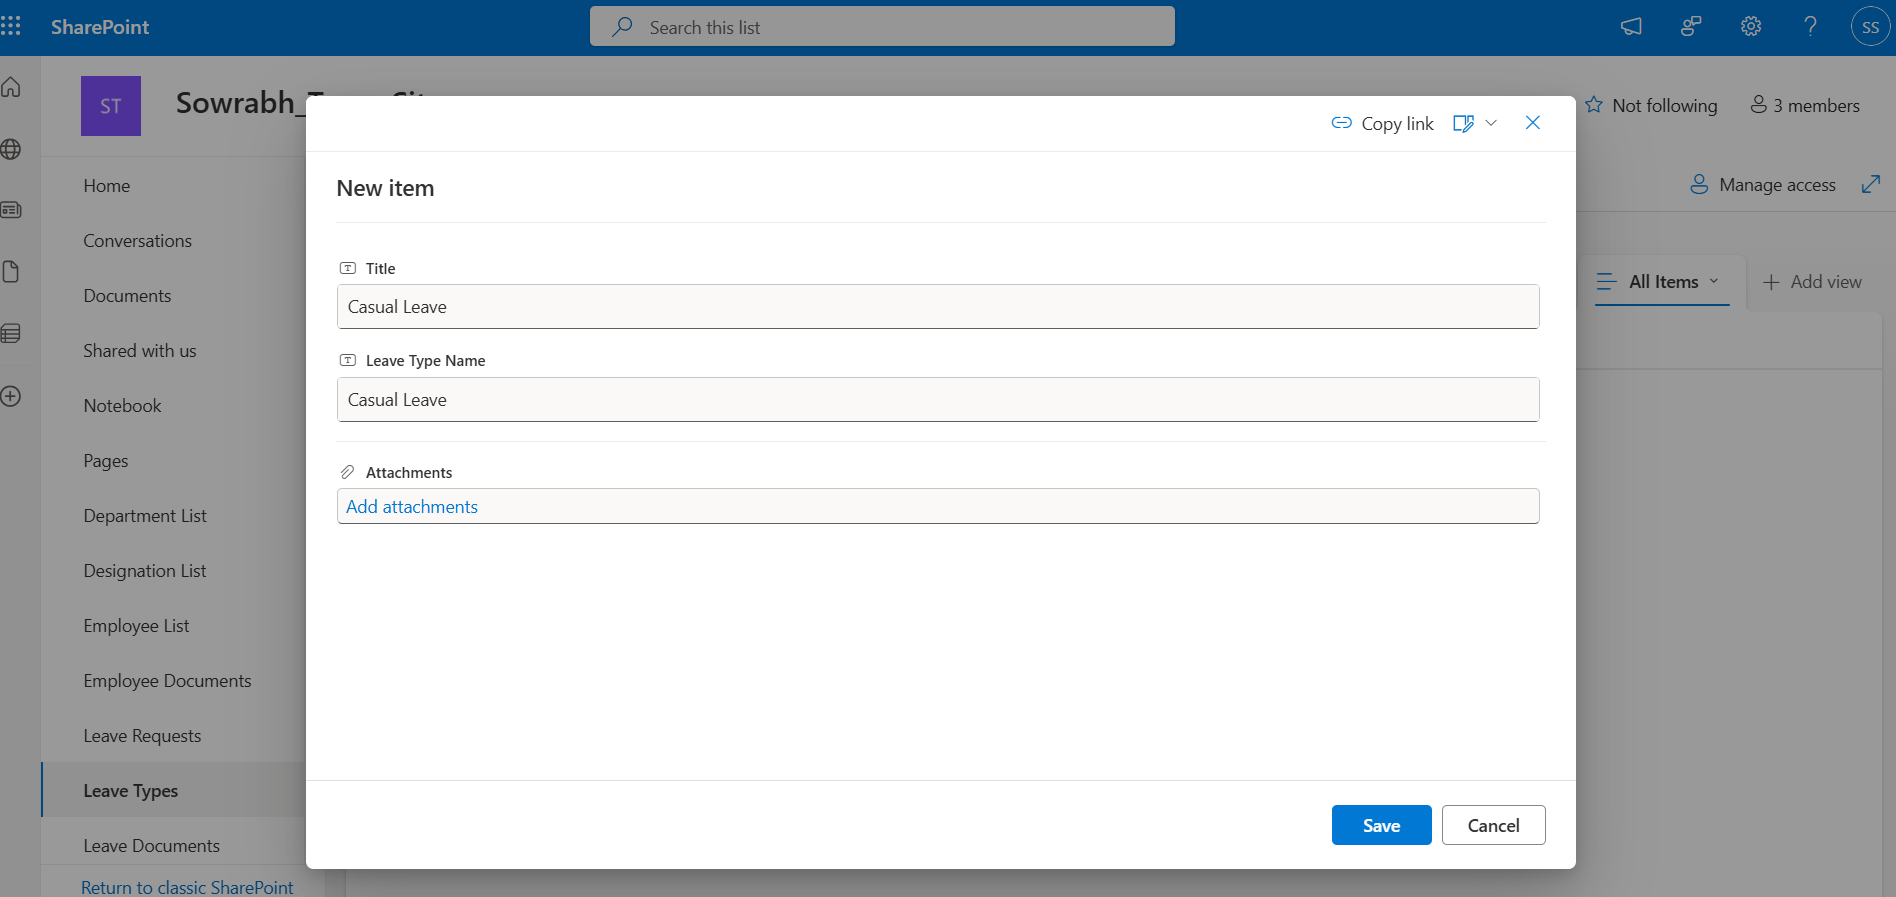 SharePoint
Search this list
SS
ST
Sowrabh_
Not following
3 members
Copy link
Manage access
Home
Conversations
Documents
Shared with us
Notebook
Pages
Department List
Designation List
Employee List
Employee Documents
Leave Requests
Leave Types
Leave Documents
Return to classic SharePoint
All Items
Add view
New item
Title
Casual Leave
Leave Type Name
Casual Leave
Attachments
Add attachments
Save
Cancel